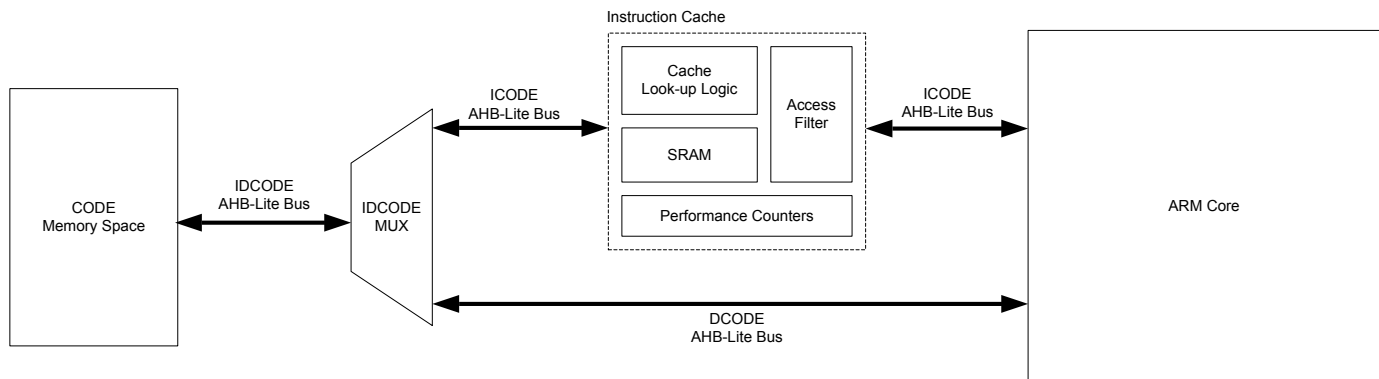 Instruction Cache
Cache
Look-up Logic
Access
Filter
SRAM
Performance Counters
ICODE
AHB-Lite Bus
ICODE
AHB-Lite Bus
IDCODE
AHB-Lite Bus
CODE
Memory Space
IDCODE
MUX
ARM Core
DCODE
AHB-Lite Bus